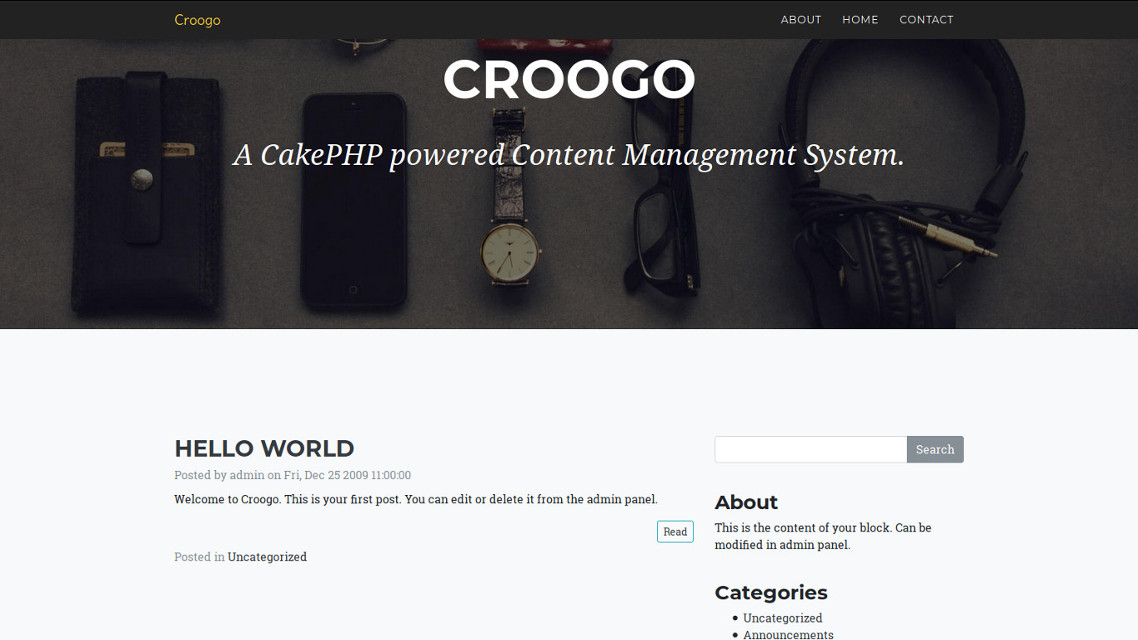 Croogo
ABOUT HOME CONTACT
CROOGO
A CakePHP powered Content Management System.
HELLO WORLD
Posted by admin on Fri, Dec 25 2009 11:00:00
Welcome to Croogo. This is your first post. You can edit or delete it from the admin panel.
Read
Posted in Uncategorized
Search
About
This is the content of your block. Can be
modified in admin panel.
Categories
Uncategorized
Announcements